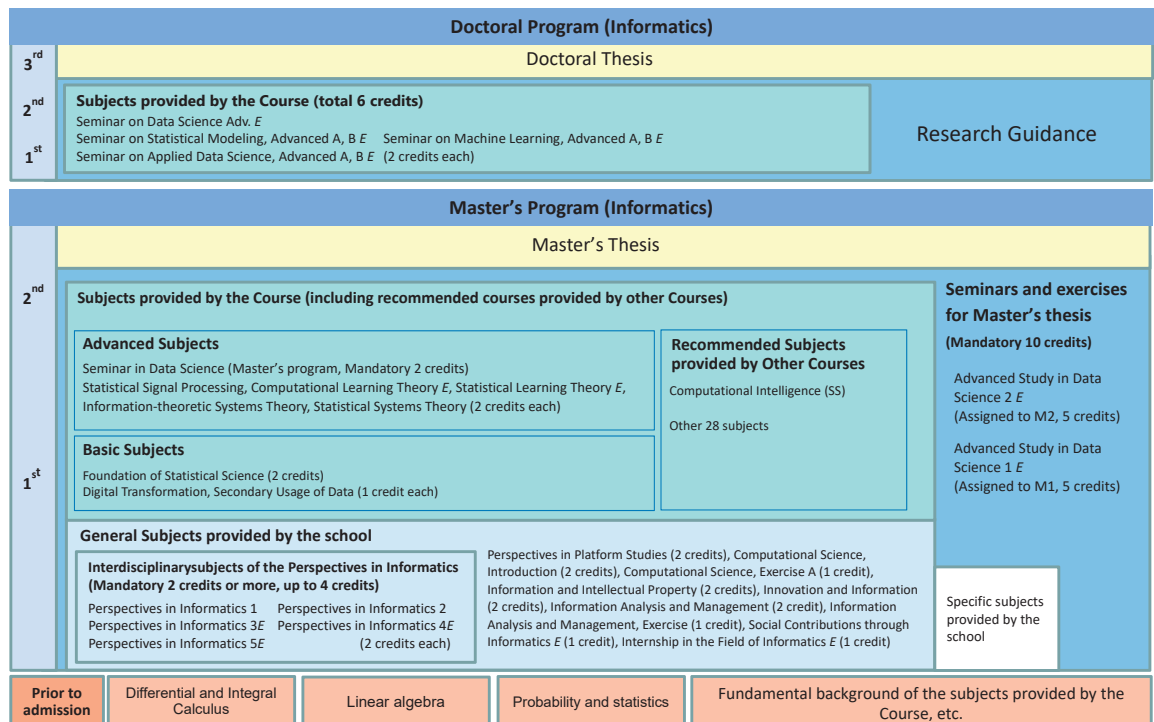 Doctoral Program (Informatics)
3rd
Doctoral Thesis
2nd
1st
Subjects provided by the Course (total 6 credits)
Seminar on Data Science Adv. E
Seminar on Statistical Modeling, Advanced A, B E Seminar on Machine Learning, Advanced A, B E
Seminar on Applied Data Science, Advanced A, B E (2 credits each)
Research Guidance
Master's Program (Informatics)
Master's Thesis
2nd
1st
Subjects provided by the Course (including recommended courses provided by other Courses)
Advanced Subjects
Seminar in Data Science (Master's program, Mandatory 2 credits)
Statistical Signal Processing, Computational Learning Theory E, Statistical Learning Theory E,
Information-theoretic Systems Theory, Statistical Systems Theory (2 credits each)
Basic Subjects
Foundation of Statistical Science (2 credits)
Digital Transformation, Secondary Usage of Data (1 credit each)
Recommended Subjects
provided by Other Courses
Computational Intelligence (SS)
Other 28 subjects
Seminars and exercises
for Master's thesis
(Mandatory 10 credits)
Advanced Study in Data
Science 2 E
(Assigned to M2, 5 credits)
Advanced Study in Data
Science 1 E
(Assigned to M1, 5 credits)
General Subjects provided by the school
Interdisciplinarysubjects of the Perspectives in Informatics
(Mandatory 2 credits or more, up to 4 credits)
Perspectives in Informatics 1 Perspectives in Informatics 2
Perspectives in Informatics 3E Perspectives in Informatics 4E
Perspectives in Informatics 5E (2 credits each)
Perspectives in Platform Studies (2 credits), Computational Science,
Introduction (2 credits), Computational Science, Exercise A (1 credit),
Information and Intellectual Property (2 credits), Innovation and Information
(2 credits), Information Analysis and Management (2 credit), Information
Analysis and Management, Exercise (1 credit), Social Contributions through
Informatics E (1 credit), Internship in the Field of Informatics E (1 credit)
Specific subjects
provided by the
school
Prior to
admission
Differential and Integral
Calculus
Linear algebra
Probability and statistics
Fundamental background of the subjects provided by the
Course, etc.